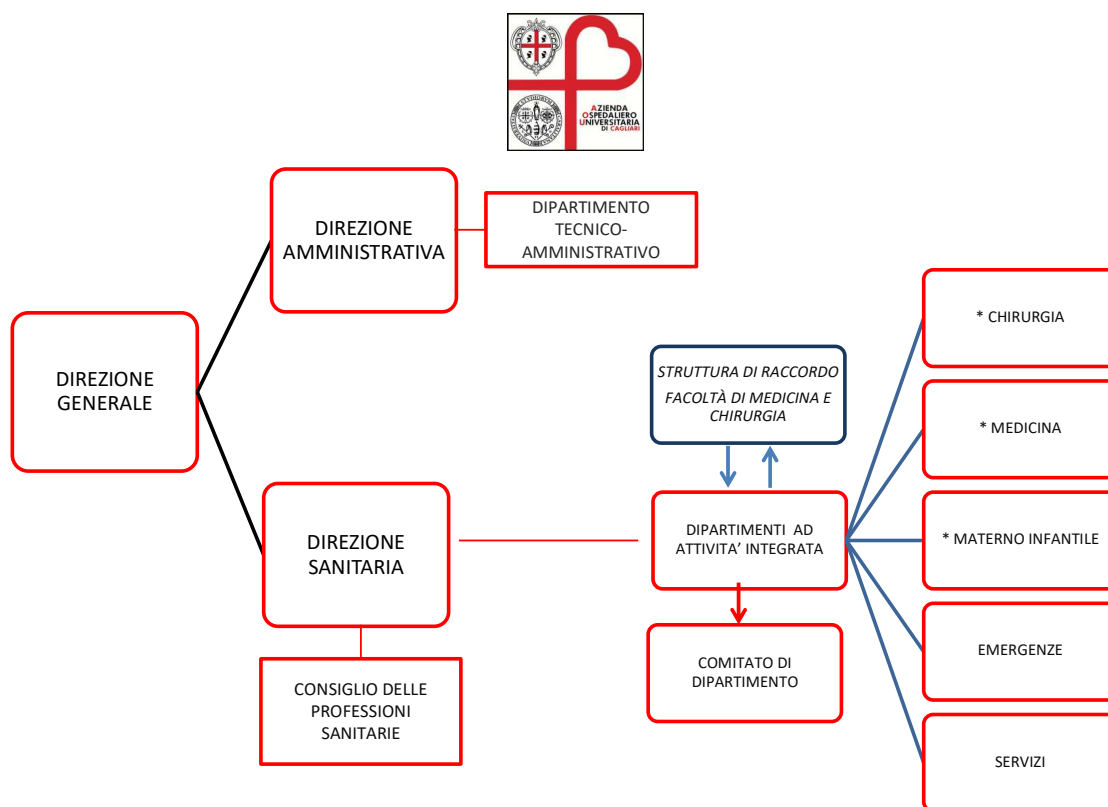 AZIENDA
OSPEDALIERO
UNIVERSITARIA
DI CAGLIARI
DIREZIONE
AMMINISTRATIVA
DIPARTIMENTO
TECNICO-
AMMINISTRATIVO
DIREZIONE
GENERALE
STRUTTURA DI RACCORDO
FACOLTÀ DI MEDICINA E
CHIRURGIA
DIREZIONE
SANITARIA
DIPARTIMENTI AD
ATTIVITA’ INTEGRATA
CONSIGLIO DELLE
PROFESSIONI
SANITARIE
COMITATO DI
DIPARTIMENTO
* CHIRURGIA
* MEDICINA
* MATERNO INFANTILE
EMERGENZE
SERVIZI